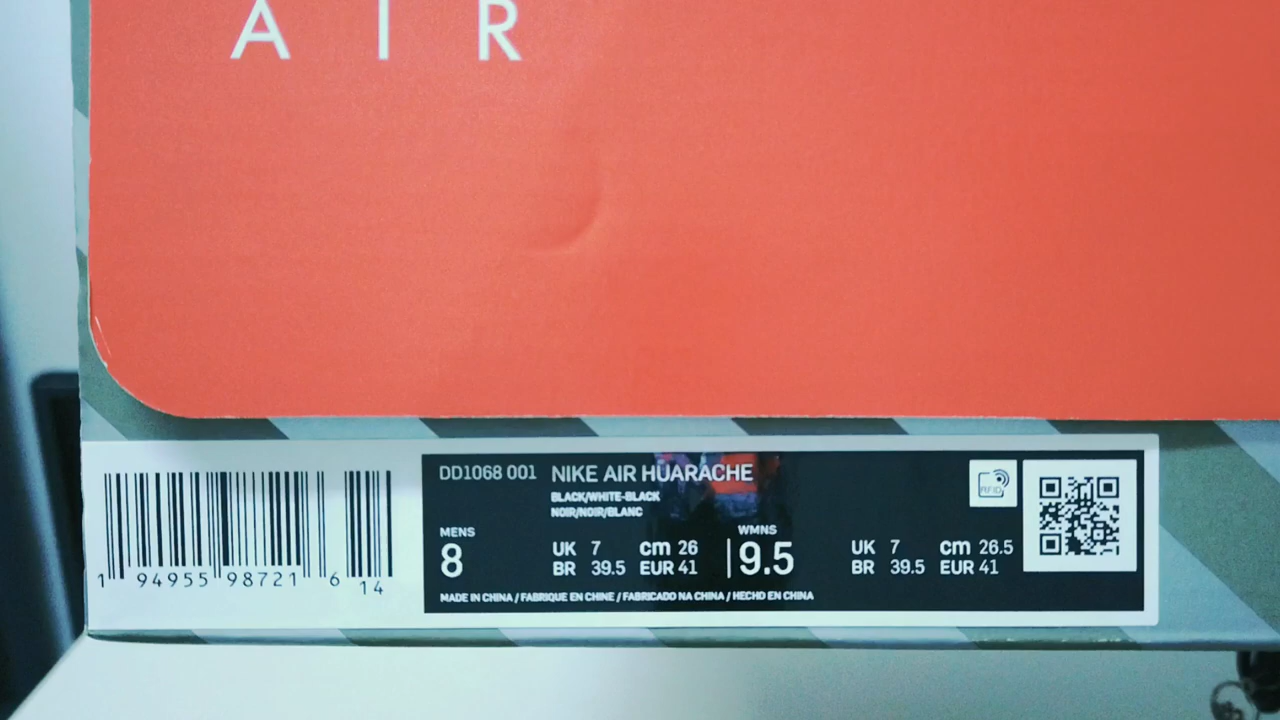 AIR
DD1068 001 NIKE AIR HUARACHE
BLACK/WHITE-BLACK
NOIR/NOIR/BLANC
MENS
8
UK 7 cm 26
BR 39.5 EUR 41
WMNS
9.5
UK 7 cm 26.5
BR 39.5 EUR 41
MADE IN CHINA / FABRIQUE EN CHINE / FABRICADO NA CHINA / HECHO EN CHINA
RFID
1 94955 98721 6 14